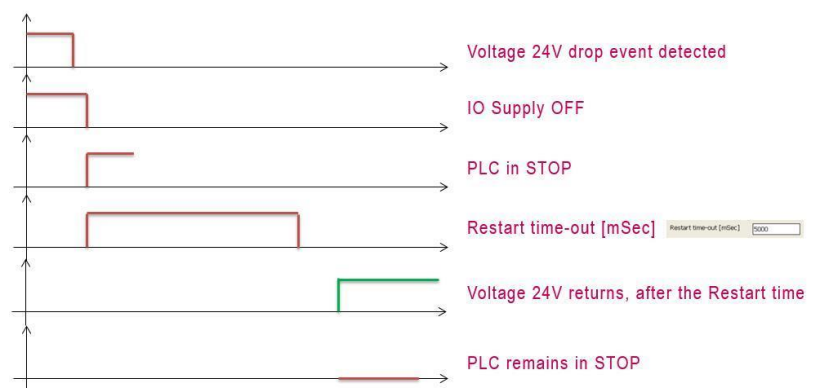 Voltage 24V drop event detected
IO Supply OFF
PLC in STOP
Restart time-out [mSec] Restart time-out [mSec] 5000
Voltage 24V returns, after the Restart time
PLC remains in STOP